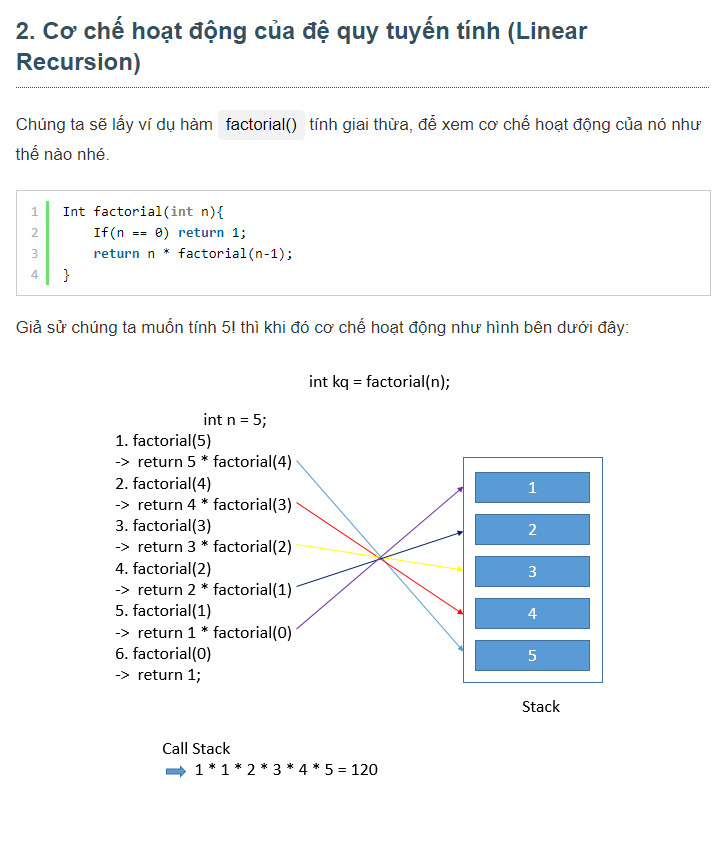 2. Cơ chế hoạt động của đệ quy tuyến tính (Linear
Recursion)
Chúng ta sẽ lấy ví dụ hàm factorial() tính giai thừa, để xem cơ chế hoạt động của nó như
thế nào nhé.
1 Int factorial(int n){
2 If(n == 0) return 1;
3 return n * factorial(n-1);
4 }
Giả sử chúng ta muốn tính 5! thì khi đó cơ chế hoạt động như hình bên dưới đây:
int kq = factorial(n);
int n = 5;
1. factorial(5)
-> return 5 * factorial(4)
2. factorial(4)
-> return 4 * factorial(3)
3. factorial(3)
-> return 3 * factorial(2)
4. factorial(2)
-> return 2 * factorial(1)
5. factorial(1)
-> return 1 * factorial(0)
6. factorial(0)
-> return 1;
1
2
3
4
5
Stack
Call Stack
1 * 1 * 2 * 3 * 4 * 5 = 120